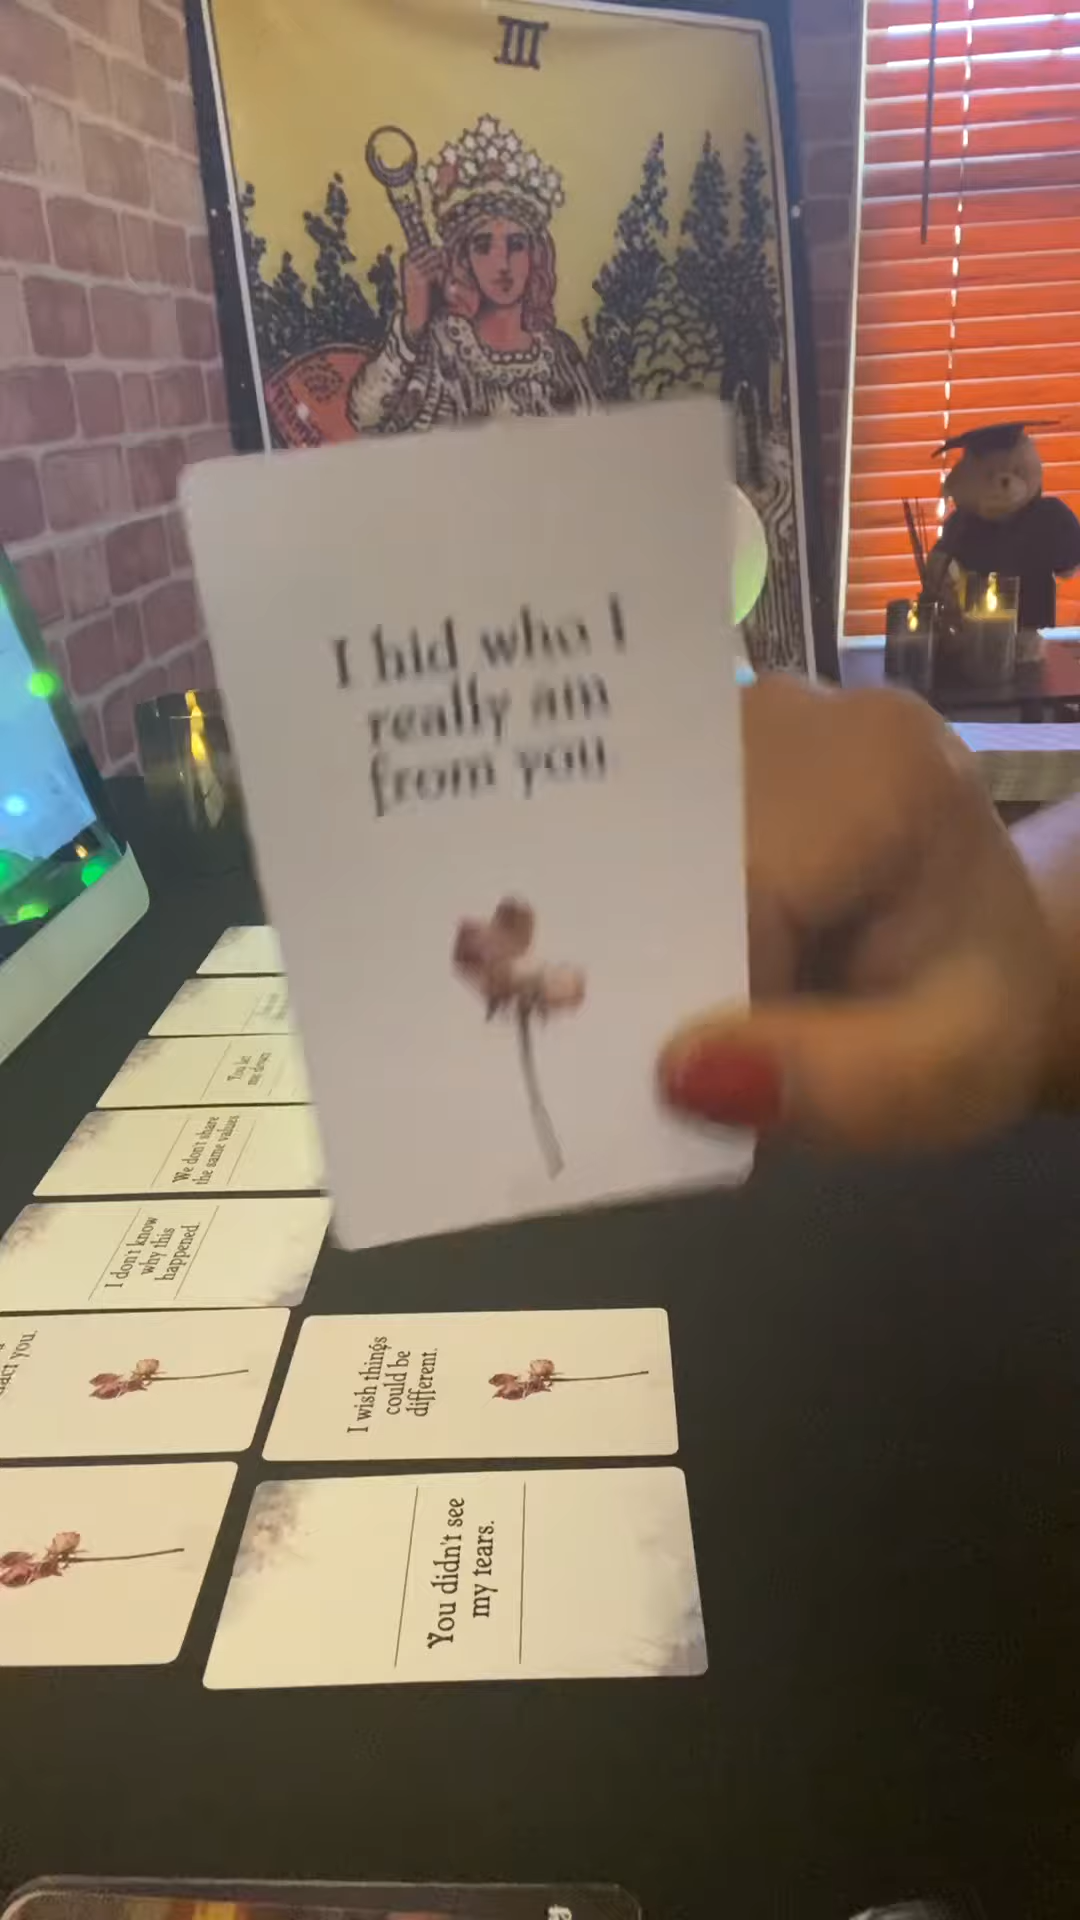 III
I hid who I
really am
from you.
You let
me down
We don't share
the same values
I don't know
why this
happened.
you.
I wish things
could be
different.
You didn't see
my tears.